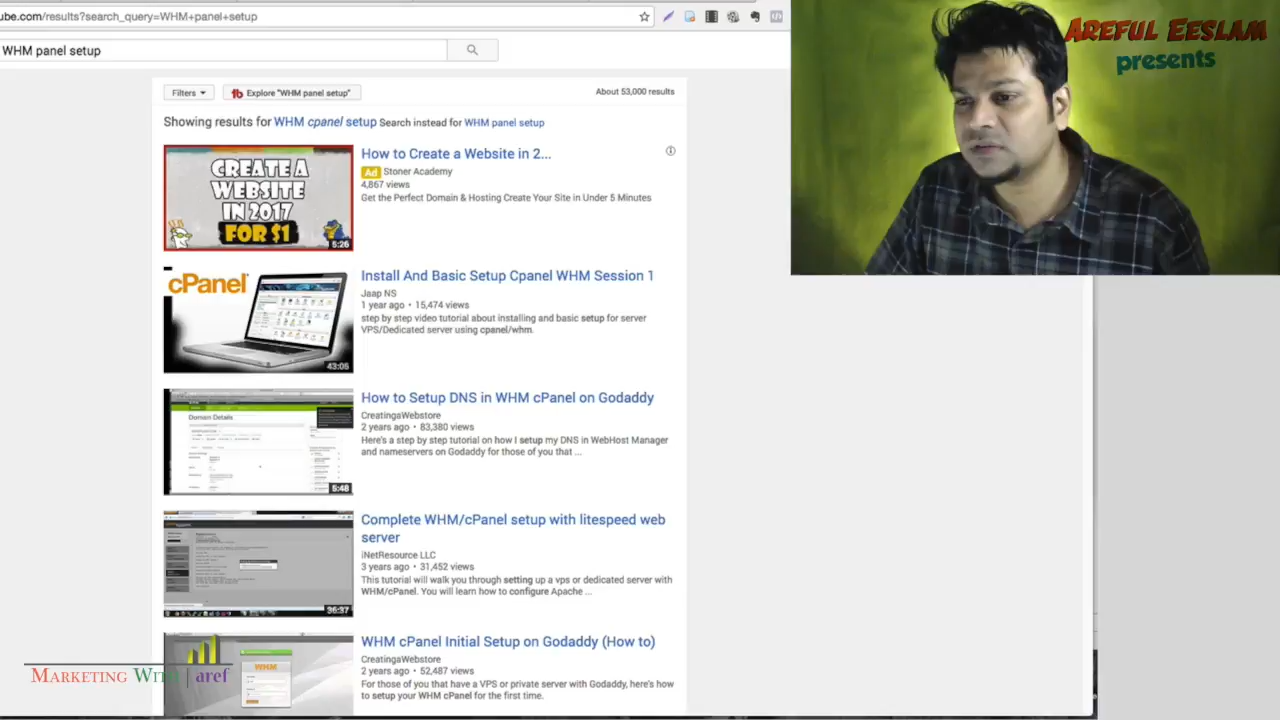 ube.com/results?search_query=WHM+panel+setup
WHM panel setup
AREFUL EESLAM
presents
Filters
Explore "WHM panel setup"
About 53,000 results
Showing results for WHM cpanel setup Search instead for WHM panel setup
CREATE A
WEBSITE
IN 2017
FOR $1
5:26
How to Create a Website in 2...
Ad Stoner Academy
4,867 views
Get the Perfect Domain & Hosting Create Your Site in Under 5 Minutes
cPanel
43:05
Install And Basic Setup Cpanel WHM Session 1
Jaap NS
1 year ago • 15,474 views
step by step video tutorial about installing and basic setup for server
VPS/Dedicated server using cpanel/whm.
Domain Details
5:48
How to Setup DNS in WHM cPanel on Godaddy
CreatingaWebstore
2 years ago • 83,380 views
Here's a step by step tutorial on how I setup my DNS in WebHost Manager
and nameservers on Godaddy for those of you that ...
36:37
Complete WHM/cPanel setup with litespeed web
server
iNetResource LLC
3 years ago • 31,452 views
This tutorial will walk you through setting up a vps or dedicated server with
WHM/cPanel. You will learn how to configure Apache ...
WHM
WHM cPanel Initial Setup on Godaddy (How to)
CreatingaWebstore
2 years ago • 52,487 views
For those of you that have a VPS or private server with Godaddy, here's how
to setup your WHM cPanel for the first time.
MARKETING WITH | aref